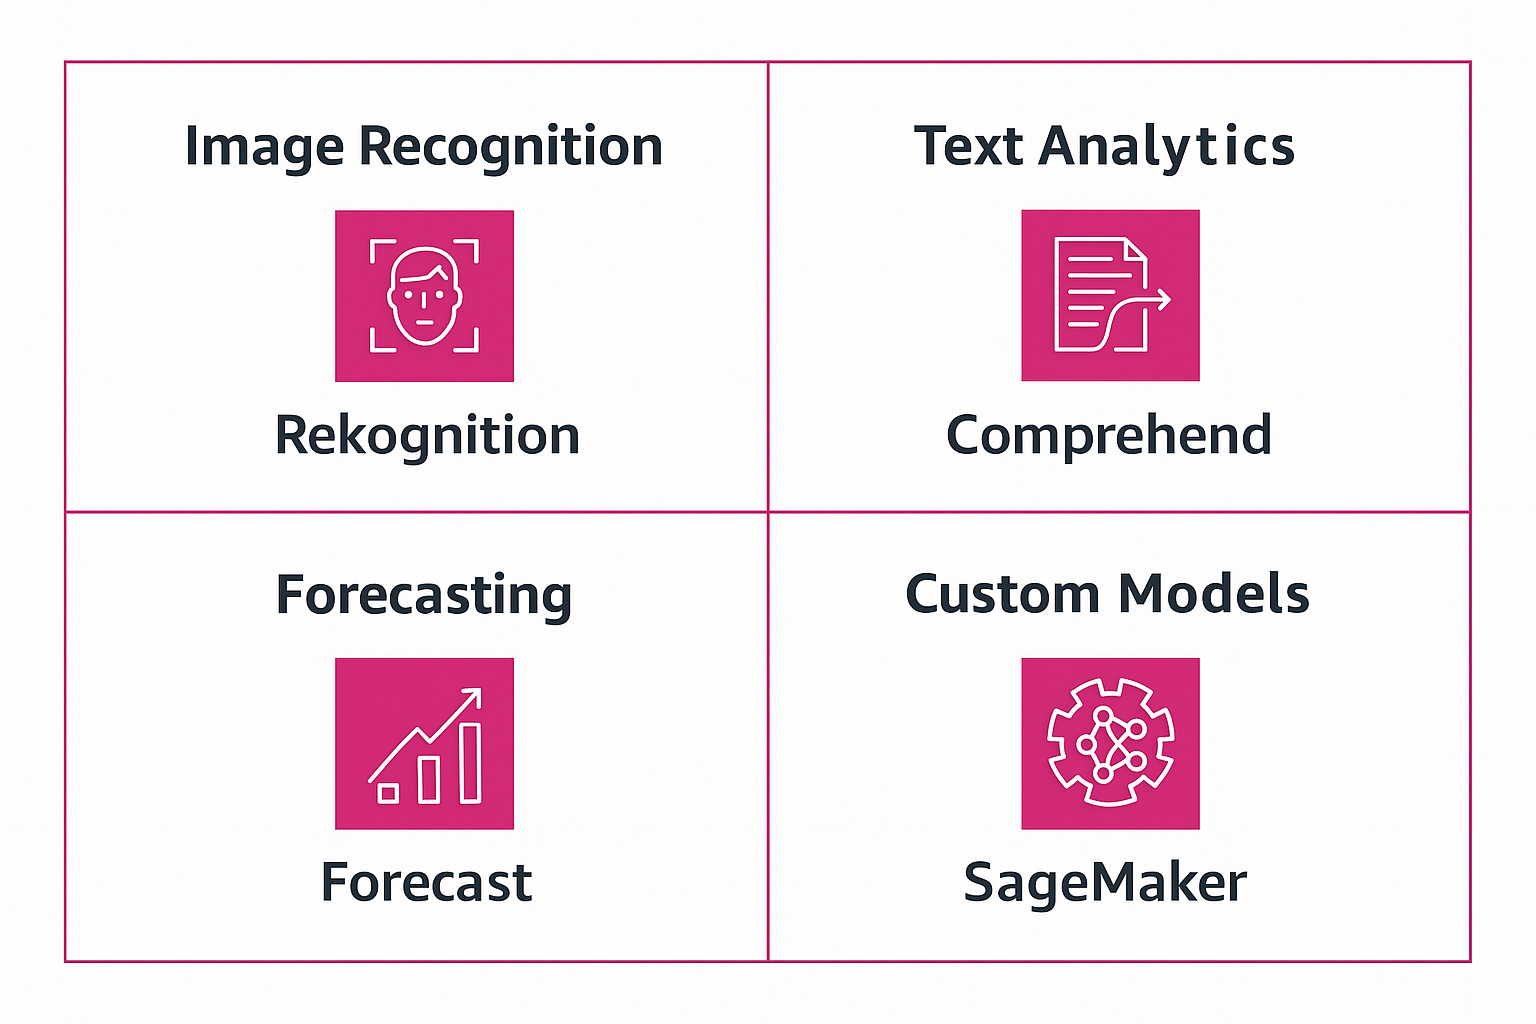 Image Recognition
Rekognition
Text Analytics
Comprehend
Forecasting
Forecast
Custom Models
SageMaker